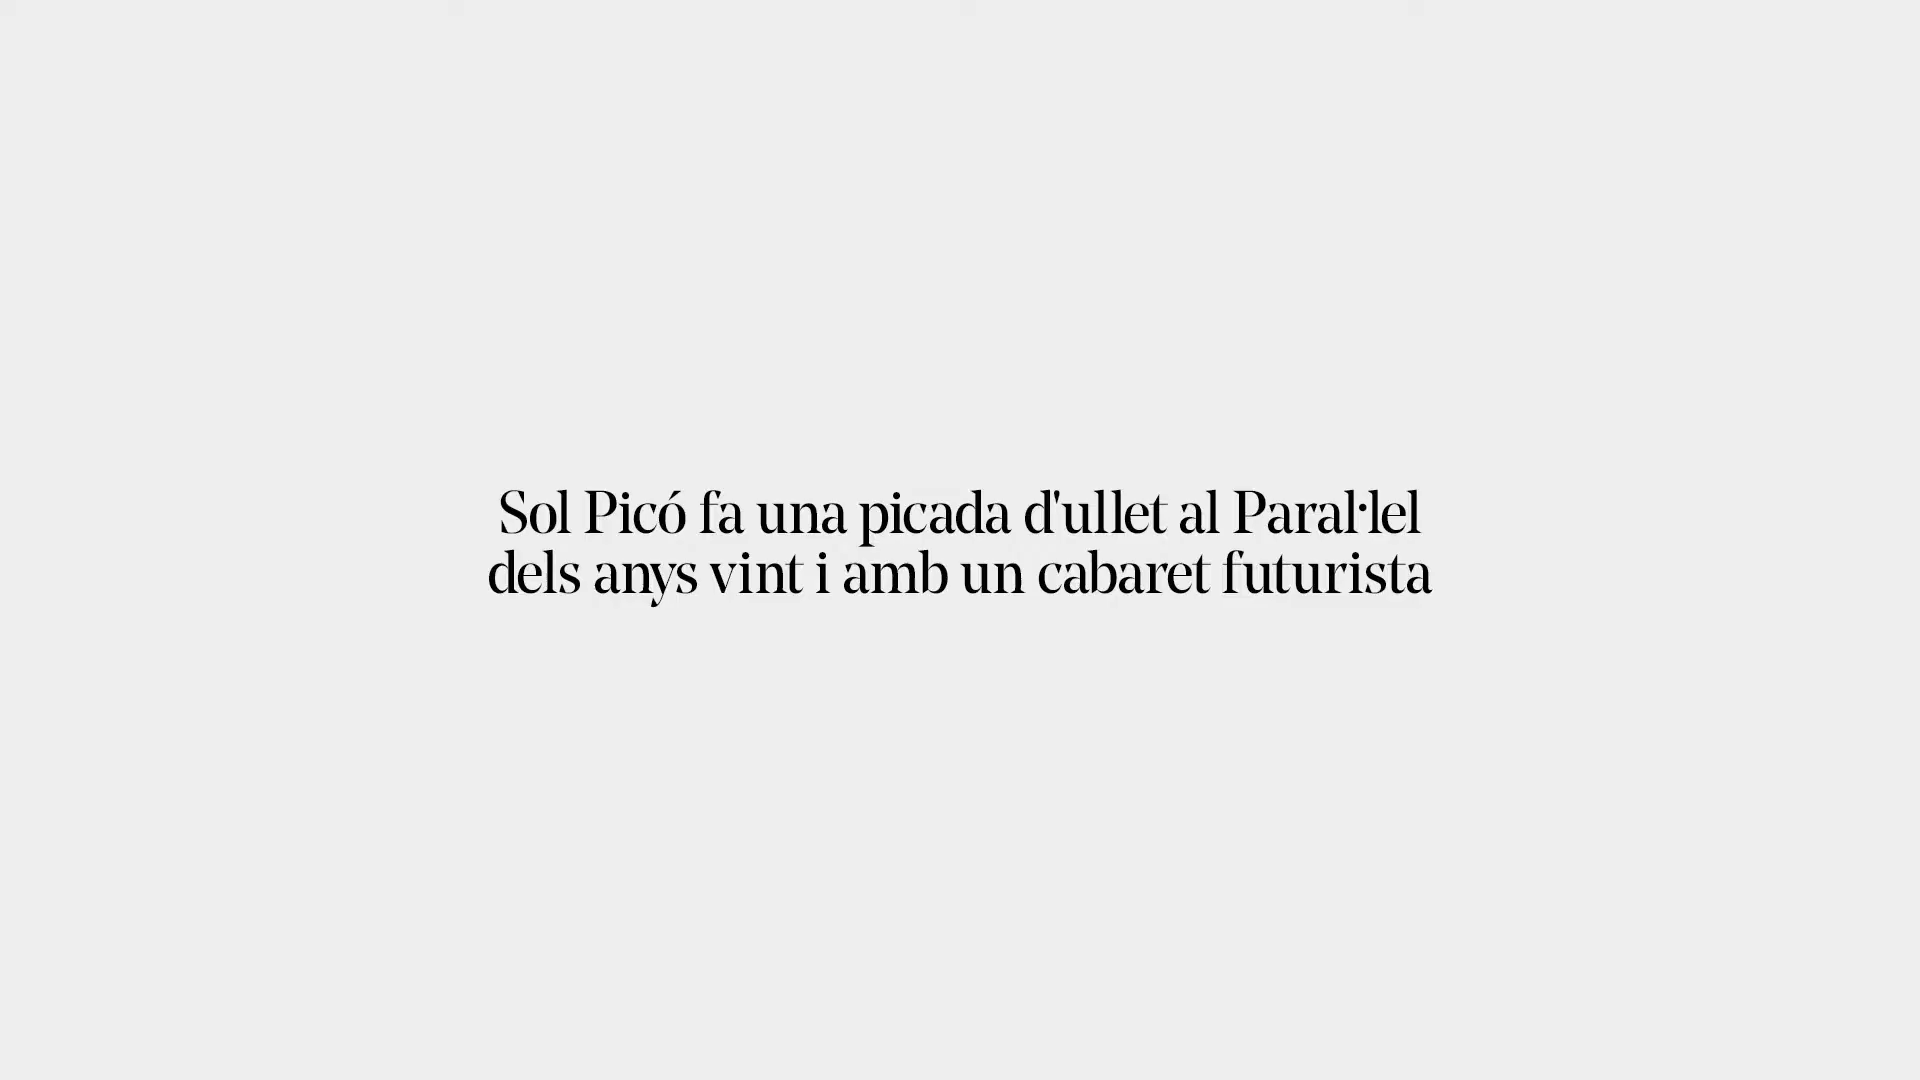 Sol Picó fa una picada d'ullet al Paral·lel
dels anys vint i amb un cabaret futurista